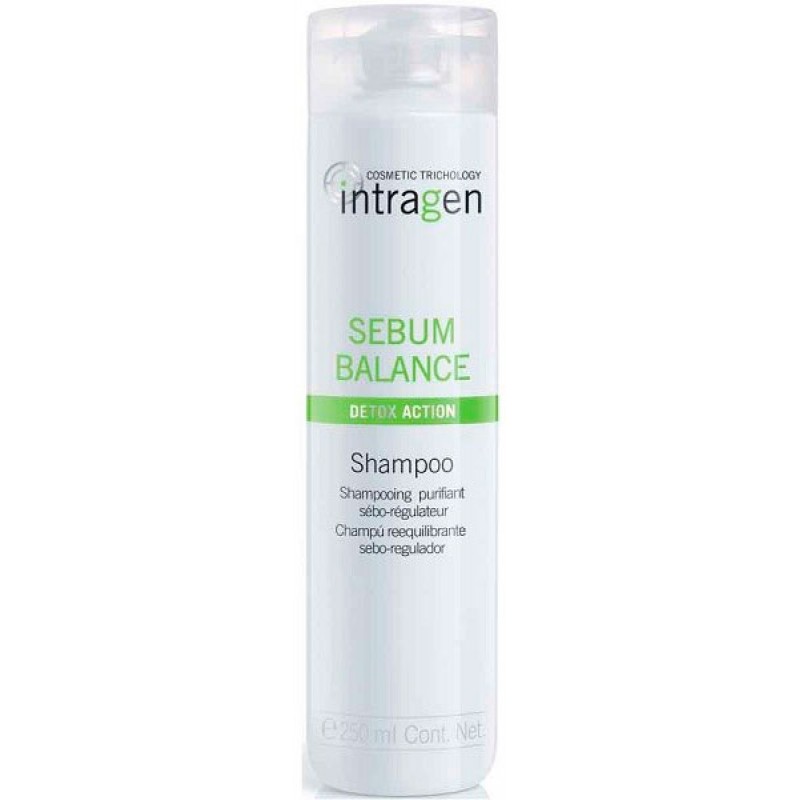 COSMETIC TRICHOLOGY
intragen
SEBUM
BALANCE
DETOX ACTION
Shampoo
Shampooing purifiant
sébo-régulateur
Champú reequilibrante
sebo-regulador
℮ 250 ml Cont. Net.